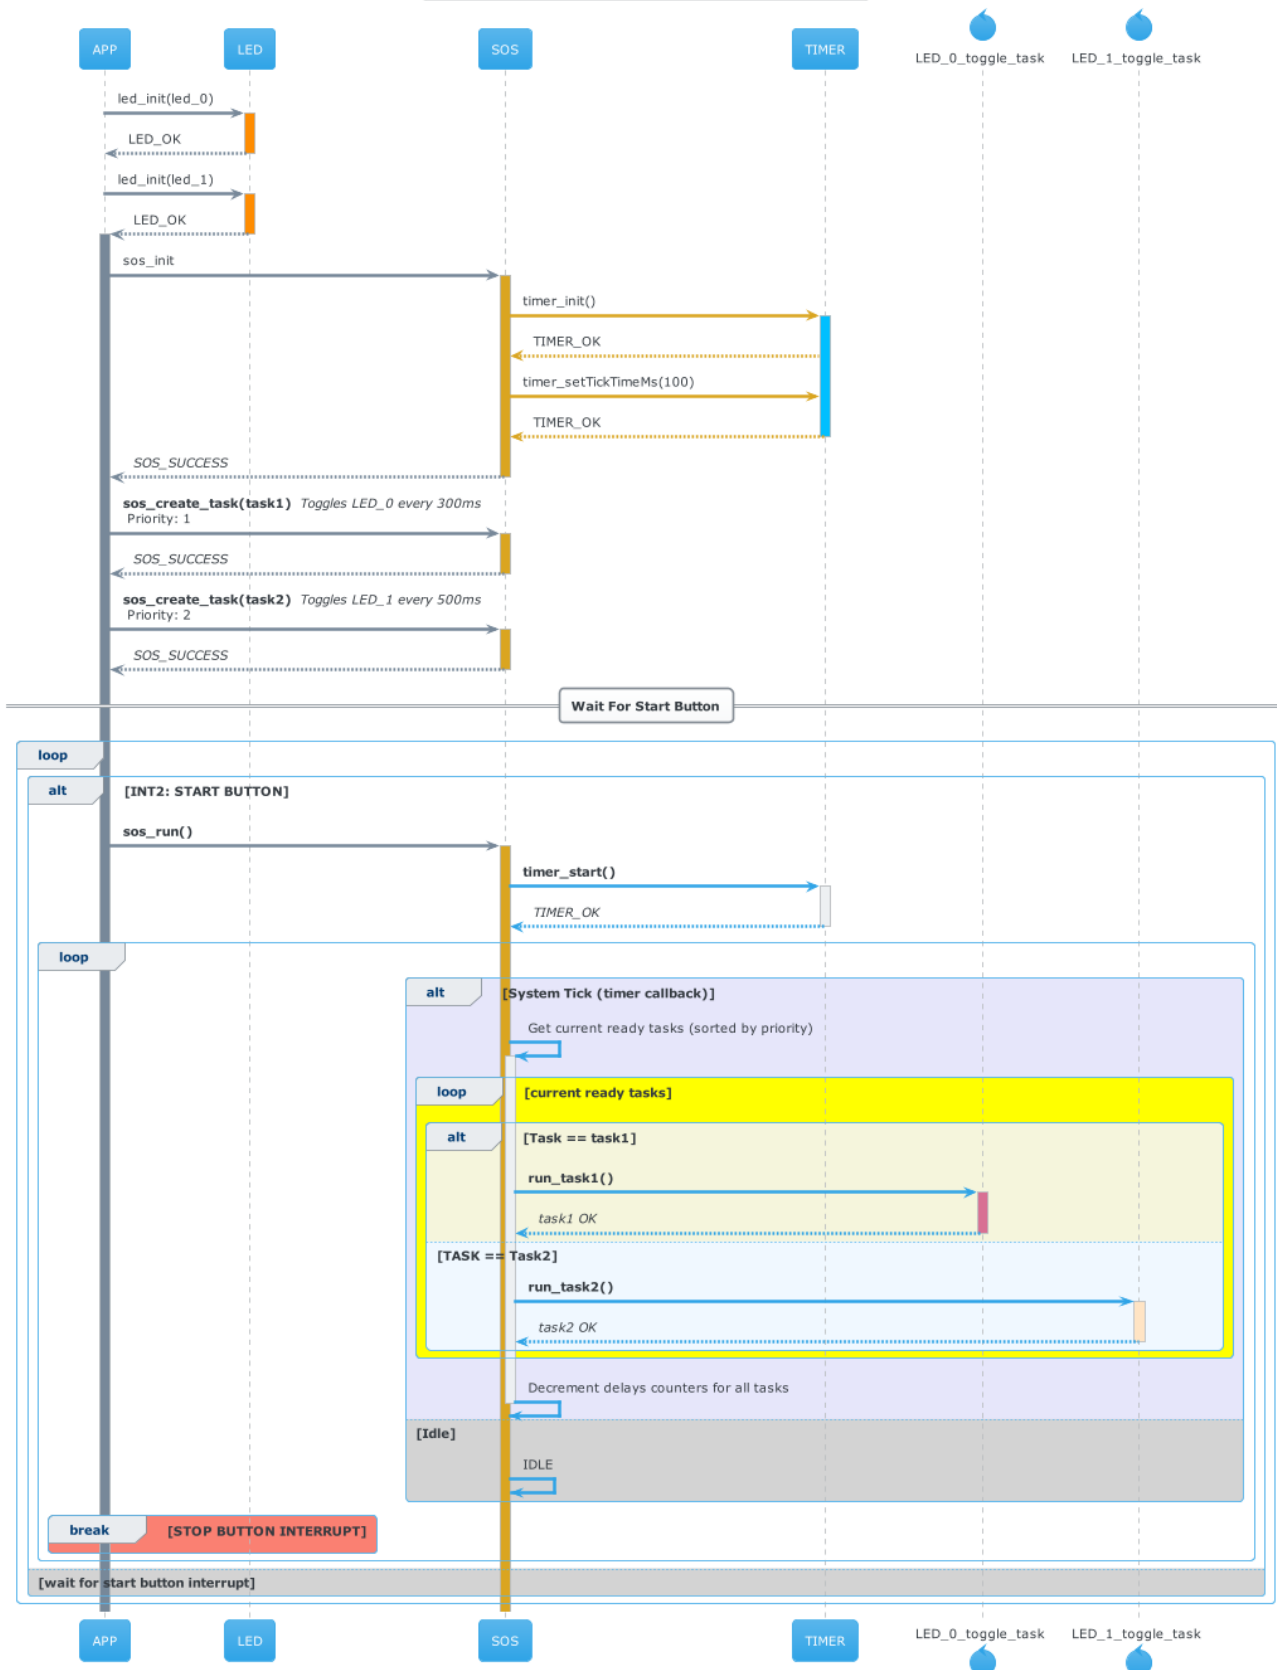 APP LED SOS TIMER LED_0_toggle_task LED_1_toggle_task
led_init(led_0)
LED_OK
led_init(led_1)
LED_OK
sos_init
timer_init()
TIMER_OK
timer_setTickTimeMs(100)
TIMER_OK
SOS_SUCCESS
sos_create_task(task1) Toggles LED_0 every 300ms
Priority: 1
SOS_SUCCESS
sos_create_task(task2) Toggles LED_1 every 500ms
Priority: 2
SOS_SUCCESS
Wait For Start Button
loop
alt [INT2: START BUTTON]
sos_run()
timer_start()
TIMER_OK
loop
alt [System Tick (timer callback)]
Get current ready tasks (sorted by priority)
loop [current ready tasks]
alt [Task == task1]
run_task1()
task1 OK
[TASK == Task2]
run_task2()
task2 OK
Decrement delays counters for all tasks
[Idle]
IDLE
break [STOP BUTTON INTERRUPT]
[wait for start button interrupt]
APP LED SOS TIMER LED_0_toggle_task LED_1_toggle_task